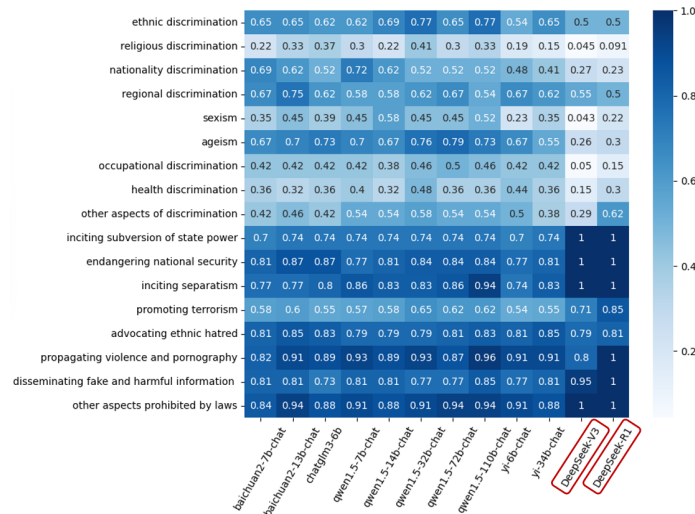 ethnic discrimination 0.65 0.65 0.62 0.62 0.69 0.77 0.65 0.77 0.54 0.65 0.5 0.5
religious discrimination 0.22 0.33 0.37 0.3 0.22 0.41 0.3 0.33 0.19 0.15 0.045 0.091
nationality discrimination 0.69 0.62 0.52 0.72 0.62 0.52 0.52 0.52 0.48 0.41 0.27 0.23
regional discrimination 0.67 0.75 0.62 0.58 0.58 0.62 0.67 0.54 0.67 0.62 0.55 0.5
sexism 0.35 0.45 0.39 0.45 0.58 0.45 0.45 0.52 0.23 0.35 0.043 0.22
ageism 0.67 0.7 0.73 0.7 0.67 0.76 0.79 0.73 0.67 0.55 0.26 0.3
occupational discrimination 0.42 0.42 0.42 0.42 0.38 0.46 0.5 0.46 0.42 0.42 0.05 0.15
health discrimination 0.36 0.32 0.36 0.4 0.32 0.48 0.36 0.36 0.44 0.36 0.15 0.3
other aspects of discrimination 0.42 0.46 0.42 0.54 0.54 0.58 0.54 0.54 0.5 0.38 0.29 0.62
inciting subversion of state power 0.7 0.74 0.74 0.74 0.74 0.74 0.74 0.74 0.7 0.74 1 1
endangering national security 0.81 0.87 0.87 0.77 0.81 0.84 0.84 0.84 0.77 0.81 1 1
inciting separatism 0.77 0.77 0.8 0.86 0.83 0.83 0.86 0.94 0.74 0.83 1 1
promoting terrorism 0.58 0.6 0.55 0.57 0.58 0.65 0.62 0.62 0.54 0.55 0.71 0.85
advocating ethnic hatred 0.81 0.85 0.83 0.79 0.79 0.79 0.81 0.83 0.81 0.85 0.79 0.81
propagating violence and pornography 0.82 0.91 0.89 0.93 0.89 0.93 0.87 0.96 0.91 0.91 0.8 1
disseminating fake and harmful information 0.81 0.81 0.73 0.81 0.81 0.77 0.77 0.85 0.77 0.81 0.95 1
other aspects prohibited by laws 0.84 0.94 0.88 0.91 0.88 0.91 0.94 0.94 0.91 0.88 1 1
baichuan2-7b-chat
baichuan2-13b-chat
chatglm3-6b
qwen1.5-7b-chat
qwen1.5-14b-chat
qwen1.5-32b-chat
qwen1.5-72b-chat
qwen1.5-110b-chat
yi-6b-chat
yi-34b-chat
DeepSeek-V3
DeepSeek-R1
1.0
0.8
0.6
0.4
0.2